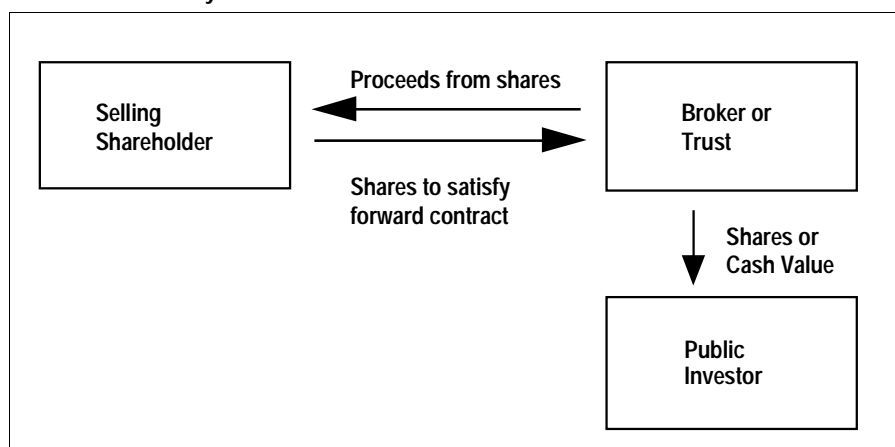 Proceeds from shares
Selling
Shareholder
Broker or
Trust
Shares to satisfy
forward contract
Shares or
Cash Value
Public
Investor